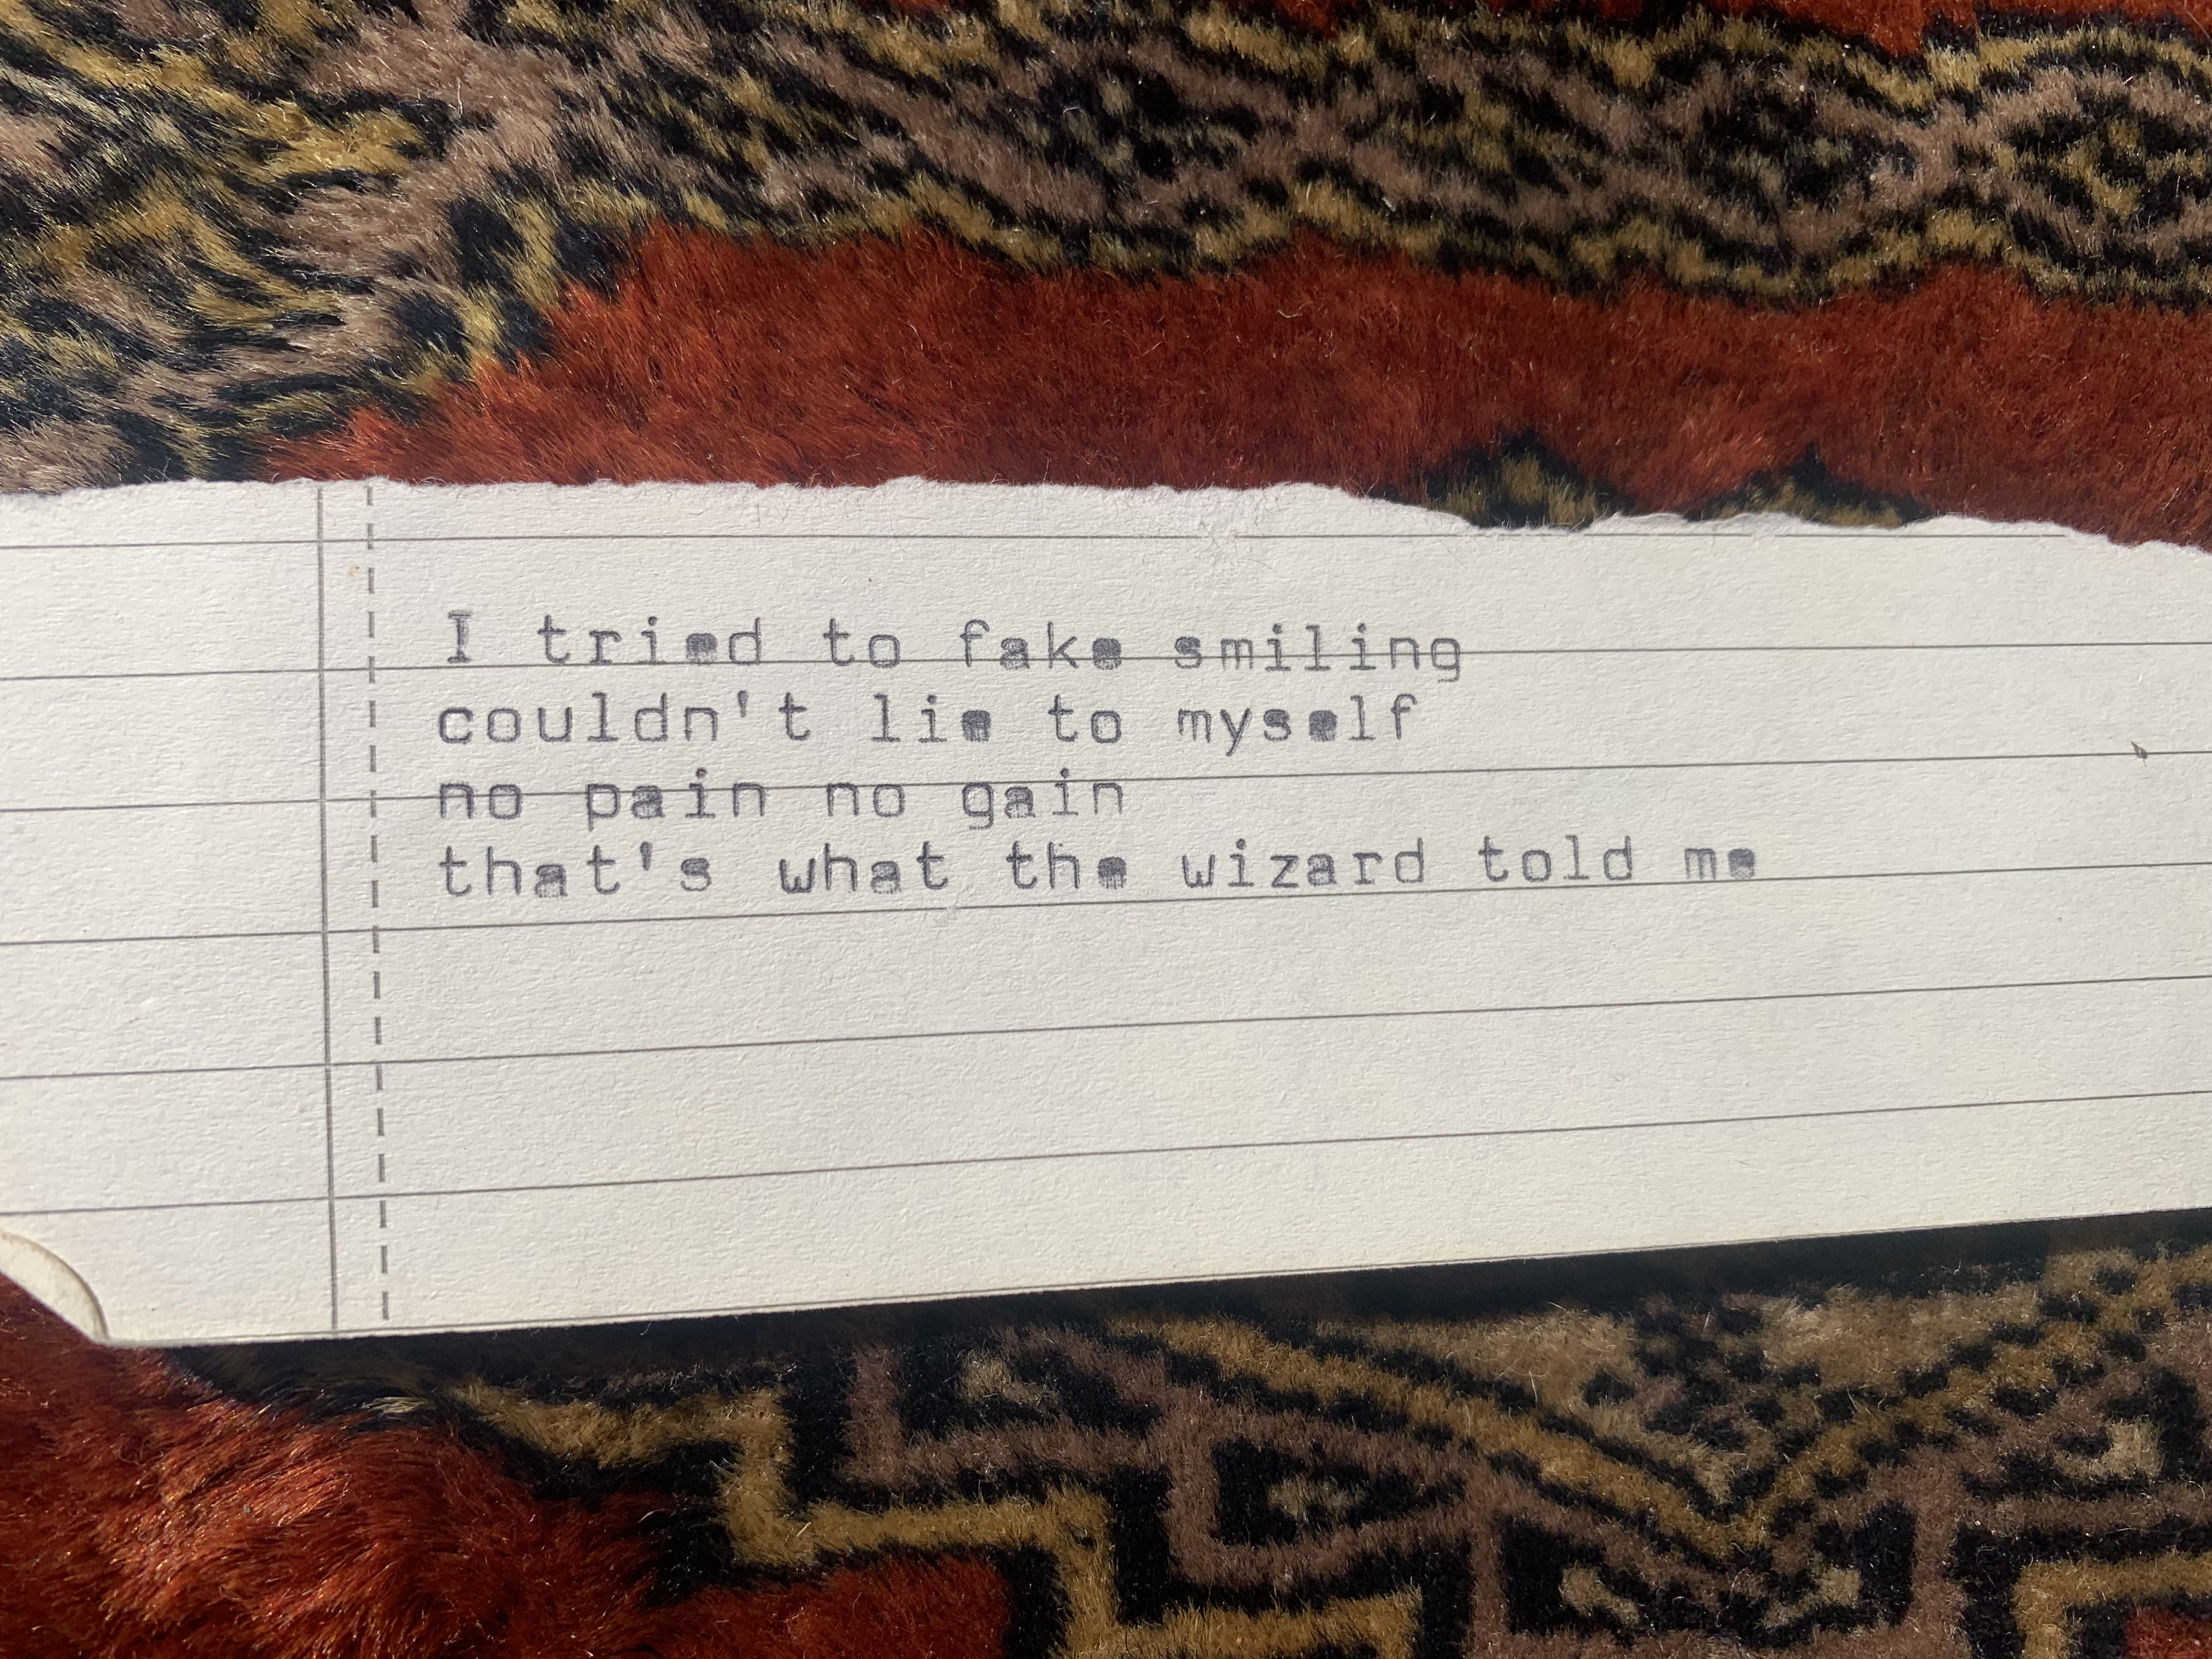 I tried to fake smiling
couldn't lie to myself
no pain no gain
that's what the wizard told me